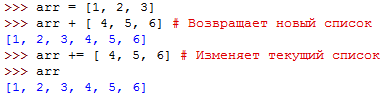 >>> arr = [1, 2, 3]
>>> arr + [ 4, 5, 6] # Возвращает новый список
[1, 2, 3, 4, 5, 6]
>>> arr += [ 4, 5, 6] # Изменяет текущий список
>>> arr
[1, 2, 3, 4, 5, 6]